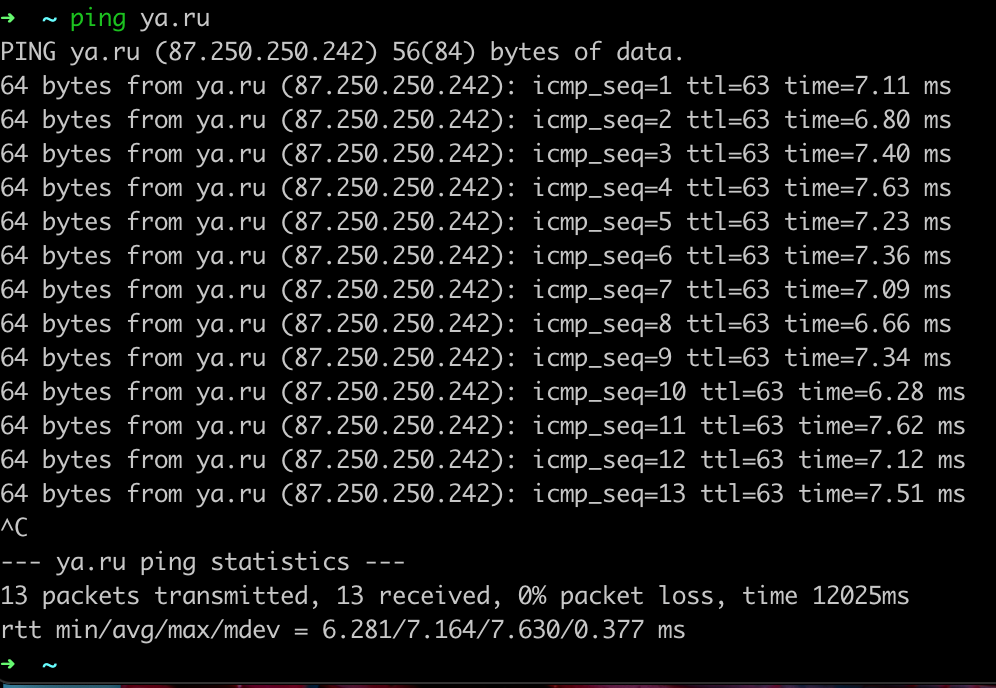 ➜  ~ ping ya.ru
PING ya.ru (87.250.250.242) 56(84) bytes of data.
64 bytes from ya.ru (87.250.250.242): icmp_seq=1 ttl=63 time=7.11 ms
64 bytes from ya.ru (87.250.250.242): icmp_seq=2 ttl=63 time=6.80 ms
64 bytes from ya.ru (87.250.250.242): icmp_seq=3 ttl=63 time=7.40 ms
64 bytes from ya.ru (87.250.250.242): icmp_seq=4 ttl=63 time=7.63 ms
64 bytes from ya.ru (87.250.250.242): icmp_seq=5 ttl=63 time=7.23 ms
64 bytes from ya.ru (87.250.250.242): icmp_seq=6 ttl=63 time=7.36 ms
64 bytes from ya.ru (87.250.250.242): icmp_seq=7 ttl=63 time=7.09 ms
64 bytes from ya.ru (87.250.250.242): icmp_seq=8 ttl=63 time=6.66 ms
64 bytes from ya.ru (87.250.250.242): icmp_seq=9 ttl=63 time=7.34 ms
64 bytes from ya.ru (87.250.250.242): icmp_seq=10 ttl=63 time=6.28 ms
64 bytes from ya.ru (87.250.250.242): icmp_seq=11 ttl=63 time=7.62 ms
64 bytes from ya.ru (87.250.250.242): icmp_seq=12 ttl=63 time=7.12 ms
64 bytes from ya.ru (87.250.250.242): icmp_seq=13 ttl=63 time=7.51 ms
^C
--- ya.ru ping statistics ---
13 packets transmitted, 13 received, 0% packet loss, time 12025ms
rtt min/avg/max/mdev = 6.281/7.164/7.630/0.377 ms
➜  ~